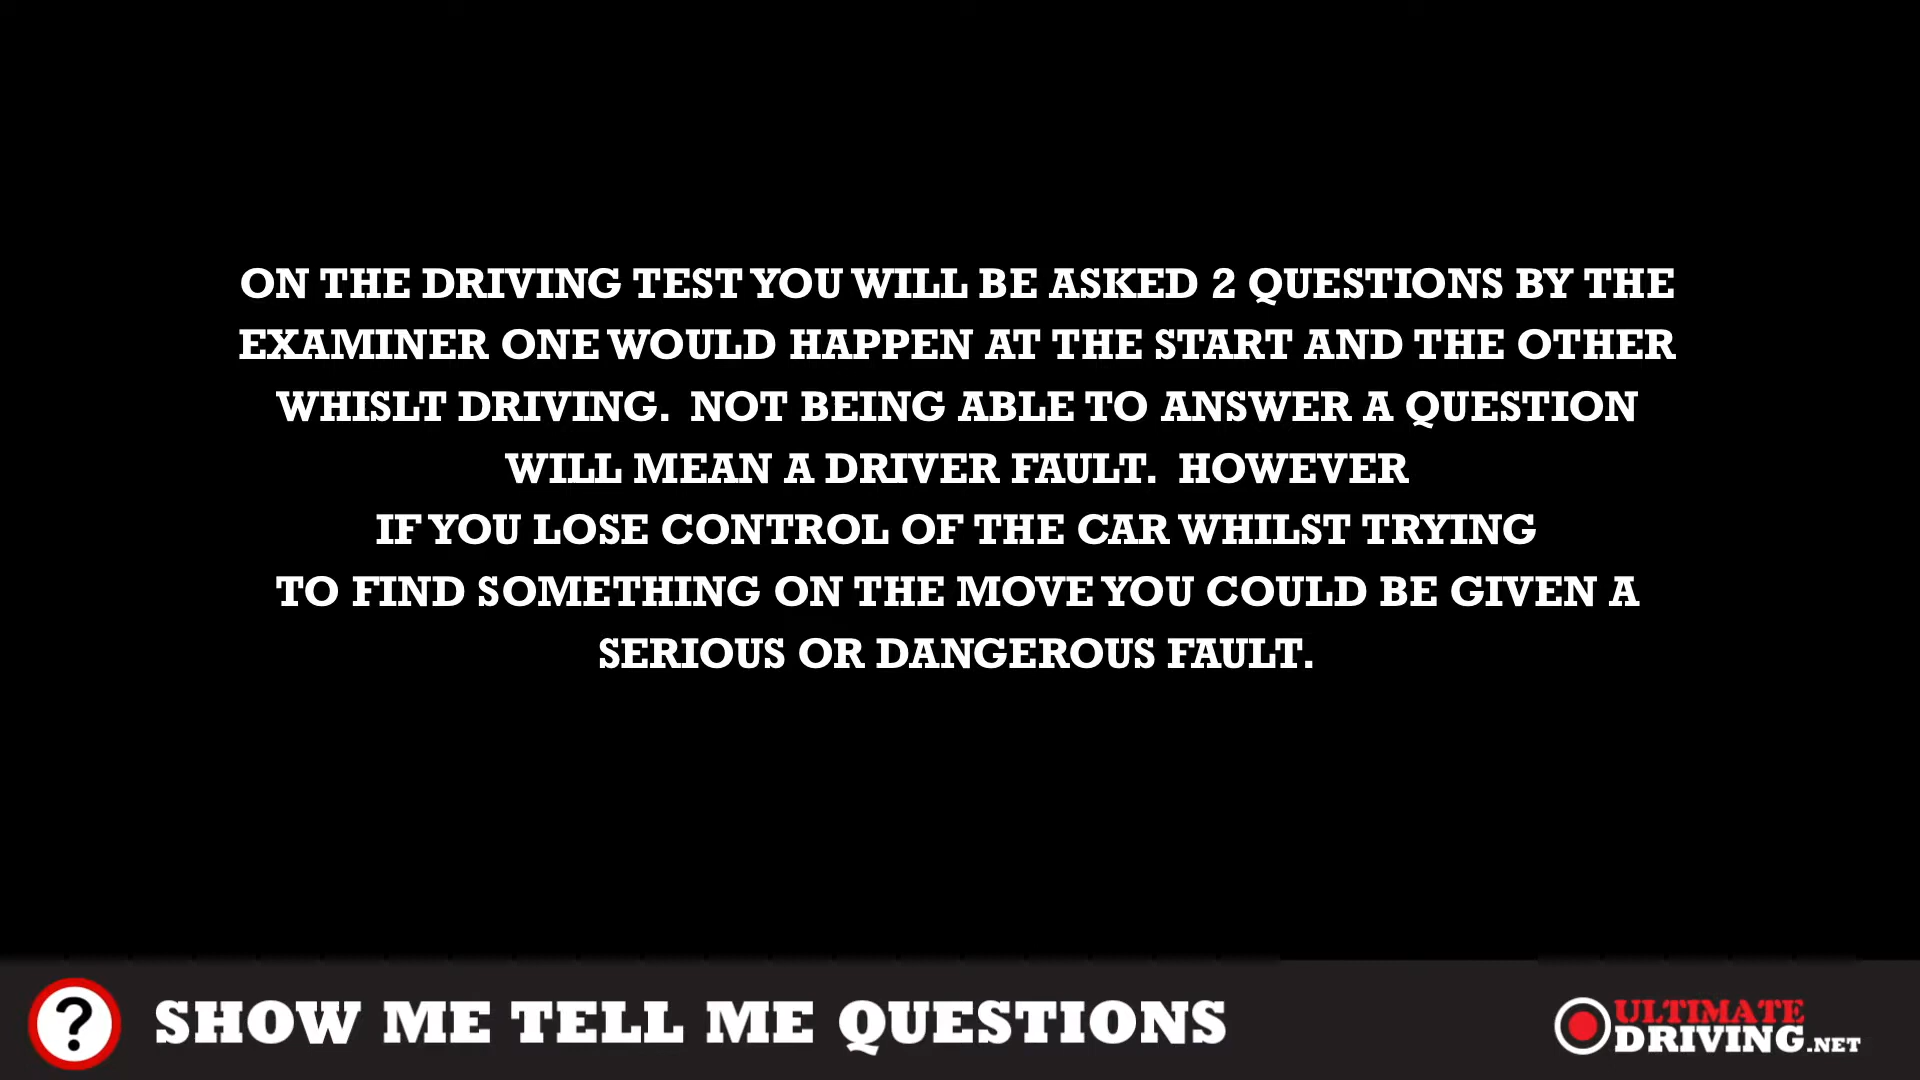 ON THE DRIVING TEST YOU WILL BE ASKED 2 QUESTIONS BY THE
EXAMINER ONE WOULD HAPPEN AT THE START AND THE OTHER
WHISLT DRIVING. NOT BEING ABLE TO ANSWER A QUESTION
WILL MEAN A DRIVER FAULT. HOWEVER
IF YOU LOSE CONTROL OF THE CAR WHILST TRYING
TO FIND SOMETHING ON THE MOVE YOU COULD BE GIVEN A
SERIOUS OR DANGEROUS FAULT.
? SHOW ME TELL ME QUESTIONS
ULTIMATE
DRIVING.NET